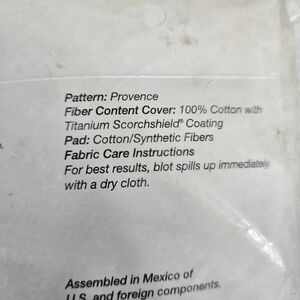 Pattern: Provence
Fiber Content Cover: 100% Cotton with
Titanium Scorchshield® Coating
Pad: Cotton/Synthetic Fibers
Fabric Care Instructions
For best results, blot spills up immediately
with a dry cloth.
Assembled in Mexico of
U.S. and foreign components.